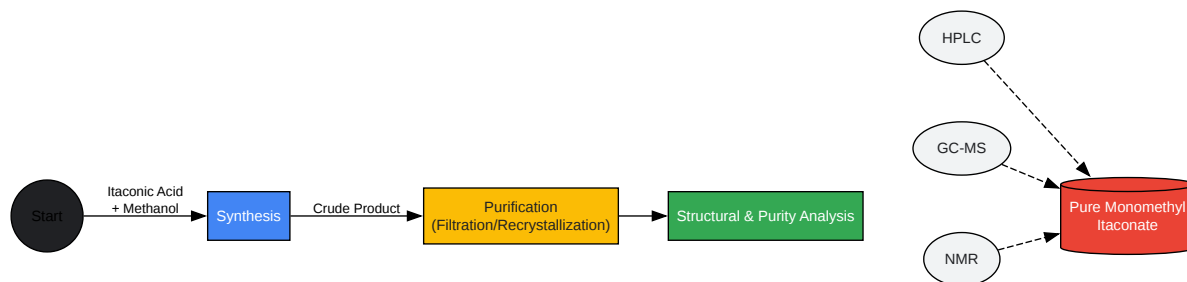 Start
Itaconic Acid
+ Methanol
Synthesis
Crude Product
Purification
(Filtration/Recrystallization)
Structural & Purity Analysis
HPLC
GC-MS
NMR
Pure Monomethyl
Itaconate